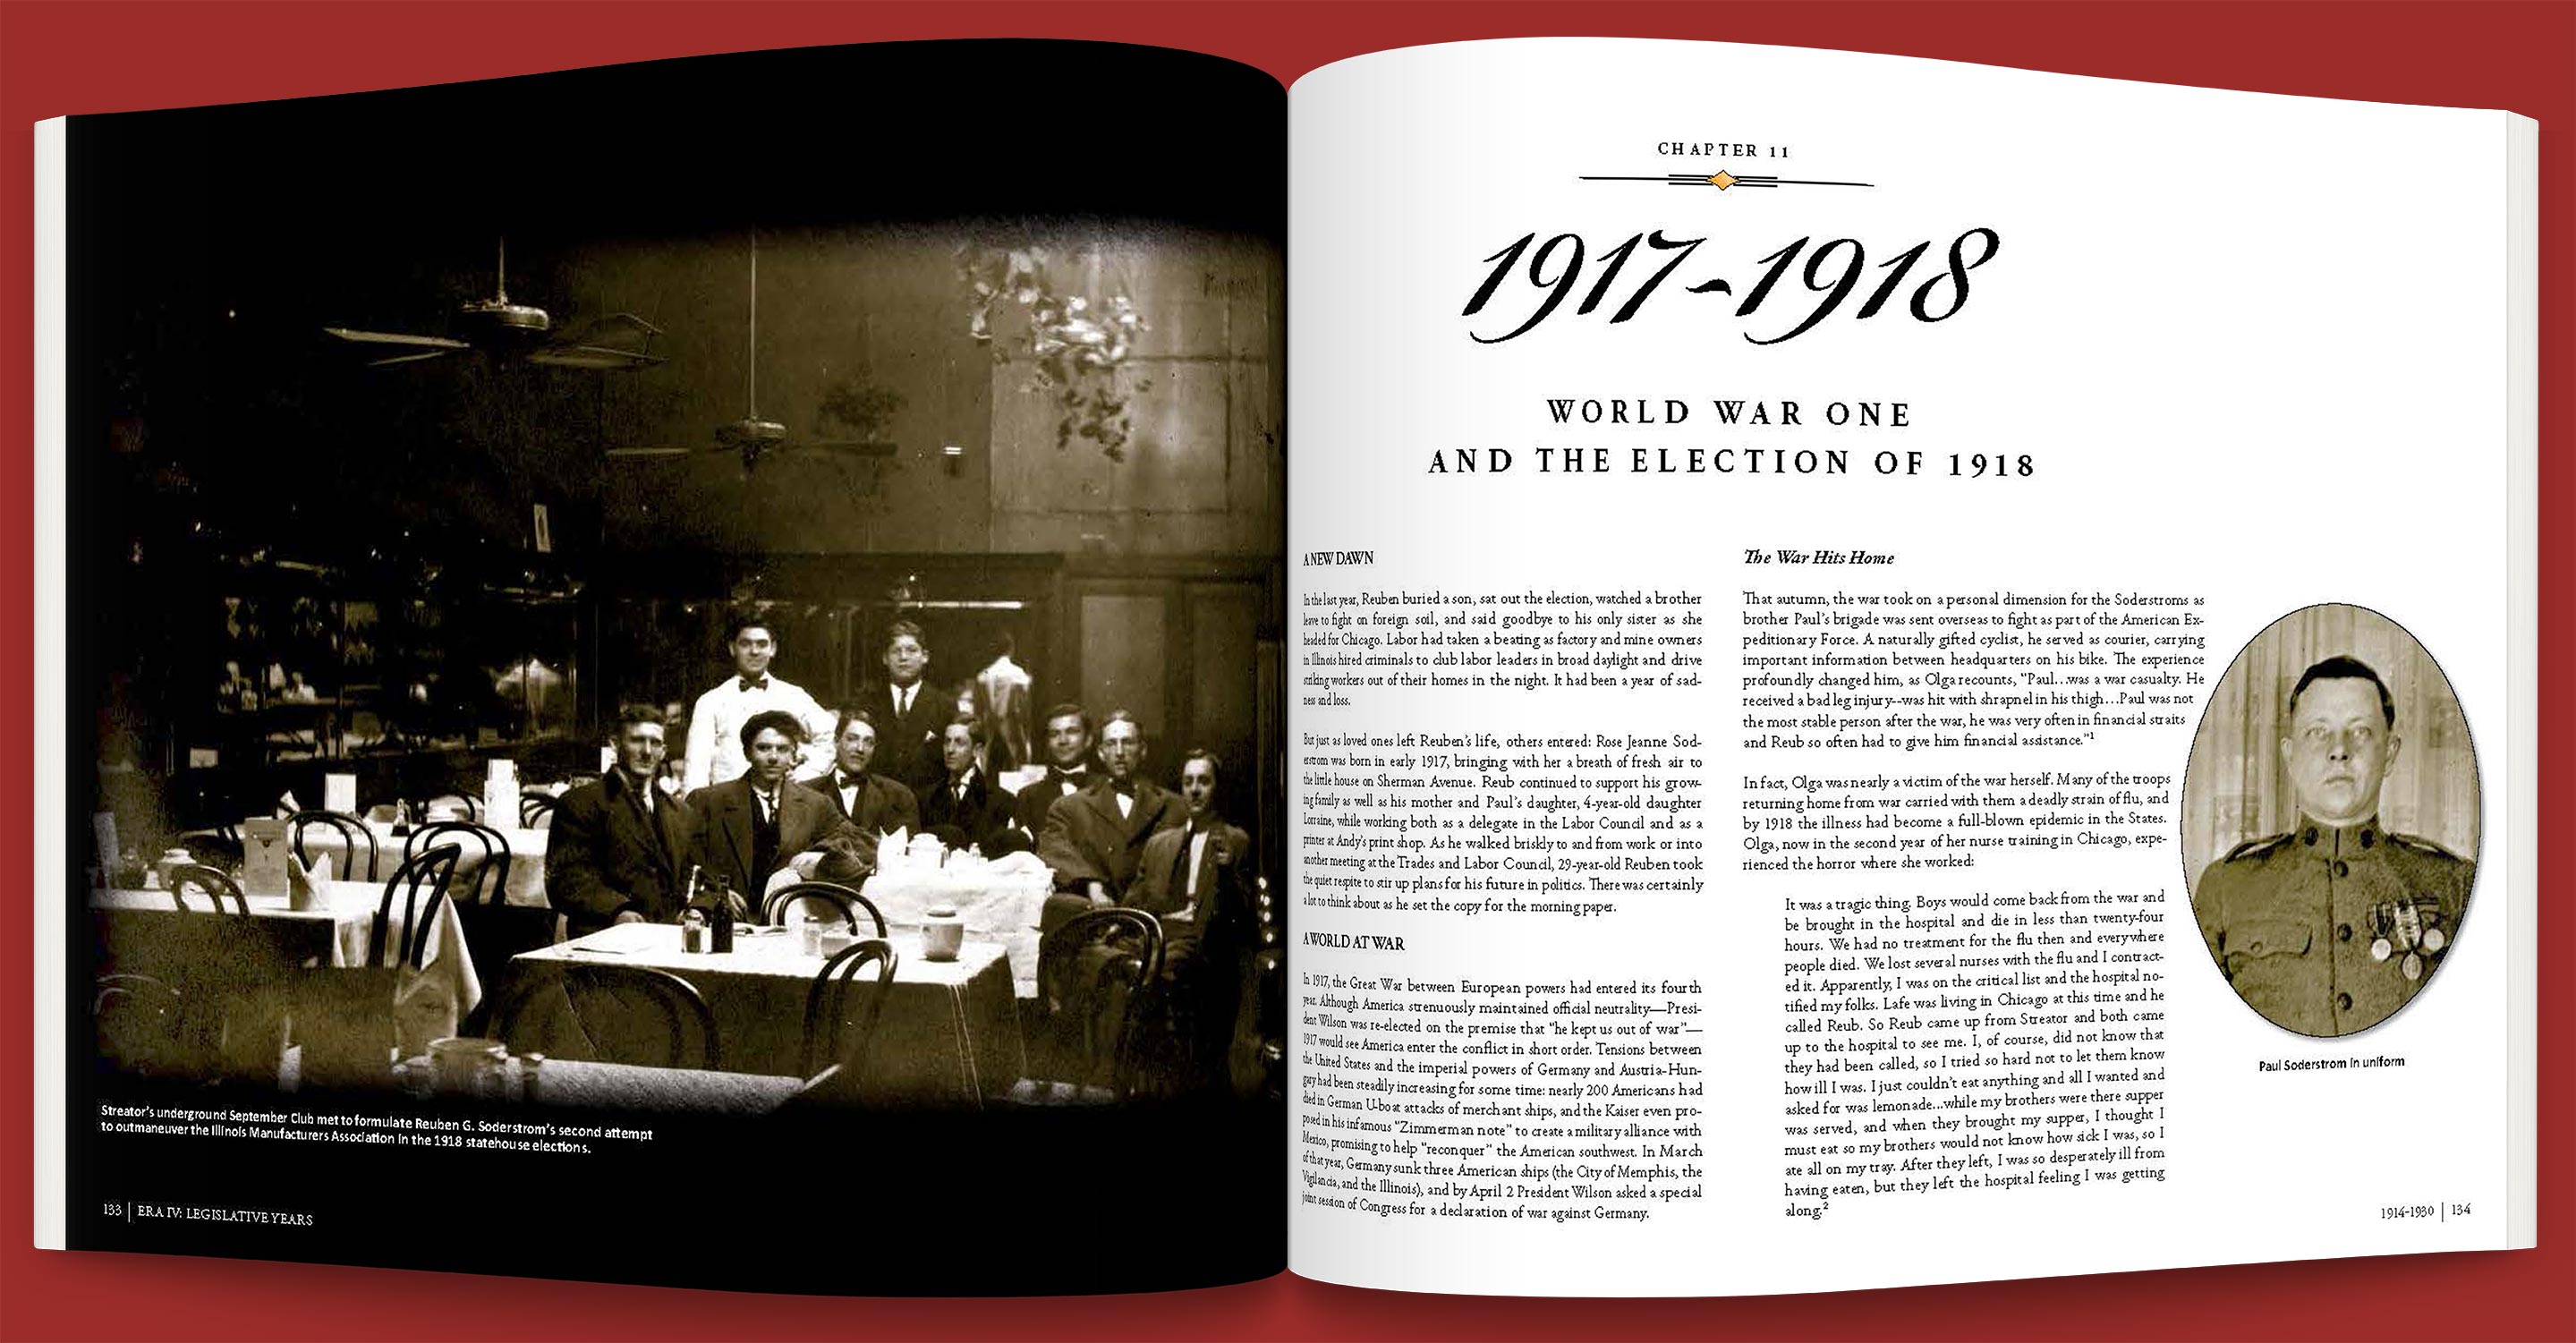 Streator's underground September Club met to formulate Reuben G. Soderstrom's second attempt
to outmaneuver the Illinois Manufacturers Association in the 1918 statehouse elections.
133 | ERA IV: LEGISLATIVE YEARS
CHAPTER 11
1917-1918
WORLD WAR ONE
AND THE ELECTION OF 1918
A NEW DAWN
In the last year, Reuben buried a son, sat out the election, watched a brother
leave to fight on foreign soil, and said goodbye to his only sister as she
headed for Chicago. Labor had taken a beating as factory and mine owners
in Illinois hired criminals to club labor leaders in broad daylight and drive
striking workers out of their homes in the night. It had been a year of sad-
ness and loss.
But just as loved ones left Reuben's life, others entered: Rose Jeanne Sod-
erstrom was born in early 1917, bringing with her a breath of fresh air to
the little house on Sherman Avenue. Reub continued to support his grow-
ing family as well as his mother and Paul's daughter, 4-year-old daughter
Lorraine, while working both as a delegate in the Labor Council and as a
printer at Andy's print shop. As he walked briskly to and from work or into
another meeting at the Trades and Labor Council, 29-year-old Reuben took
the quiet respite to stir up plans for his future in politics. There was certainly
a lot to think about as he set the copy for the morning paper.
A WORLD AT WAR
In 1917, the Great War between European powers had entered its fourth
year. Although America strenuously maintained official neutrality—Presi-
dent Wilson was re-elected on the premise that "he kept us out of war"—
1917 would see America enter the conflict in short order. Tensions between
the United States and the imperial powers of Germany and Austria-Hun-
gary had been steadily increasing for some time: nearly 200 Americans had
died in German U-boat attacks of merchant ships, and the Kaiser even pro-
posed in his infamous "Zimmerman note" to create a military alliance with
Mexico, promising to help "reconquer" the American southwest. In March
of that year, Germany sunk three American ships (the City of Memphis, the
Vigilancia, and the Illinois), and by April 2 President Wilson asked a special
joint session of Congress for a declaration of war against Germany.
The War Hits Home
That autumn, the war took on a personal dimension for the Soderstroms as
brother Paul's brigade was sent overseas to fight as part of the American Ex-
peditionary Force. A naturally gifted cyclist, he served as courier, carrying
important information between headquarters on his bike. The experience
profoundly changed him, as Olga recounts, "Paul...was a war casualty. He
received a bad leg injury--was hit with shrapnel in his thigh...Paul was not
the most stable person after the war, he was very often in financial straits
and Reub so often had to give him financial assistance."1
In fact, Olga was nearly a victim of the war herself. Many of the troops
returning home from war carried with them a deadly strain of flu, and
by 1918 the illness had become a full-blown epidemic in the States.
Olga, now in the second year of her nurse training in Chicago, expe-
rienced the horror where she worked:
It was a tragic thing. Boys would come back from the war and
be brought in the hospital and die in less than twenty-four
hours. We had no treatment for the flu then and everywhere
people died. We lost several nurses with the flu and I contract-
ed it. Apparently, I was on the critical list and the hospital no-
tified my folks. Lafe was living in Chicago at this time and he
called Reub. So Reub came up from Streator and both came
up to the hospital to see me. I, of course, did not know that
they had been called, so I tried so hard not to let them know
how ill I was. I just couldn't eat anything and all I wanted and
asked for was lemonade...while my brothers were there supper
was served, and when they brought my supper, I thought I
must eat so my brothers would not know how sick I was, so I
ate all on my tray. After they left, I was so desperately ill from
having eaten, but they left the hospital feeling I was getting
along.2
Paul Soderstrom in uniform
1914-1930 | 134